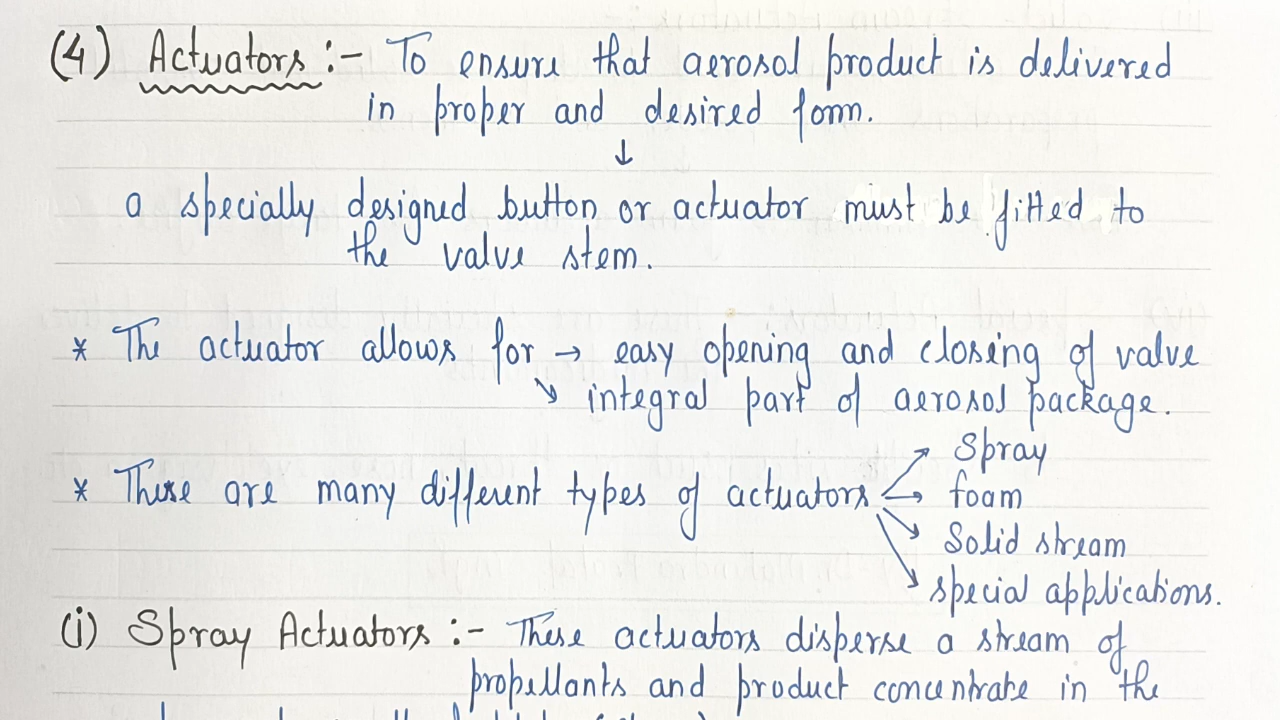 (4) Actuators :- To ensure that aerosol product is delivered
in proper and desired form.
↓
a specially designed button or actuator must be fitted to
the valve stem.
* The actuator allows for → easy opening and closing of valve
↘ integral part of aerosol package.
Spray
* There are many different types of actuators → foam
Solid stream
special applications.
(i) Spray Actuators :- These actuators disperse a stream of
propellants and product concentrate in the